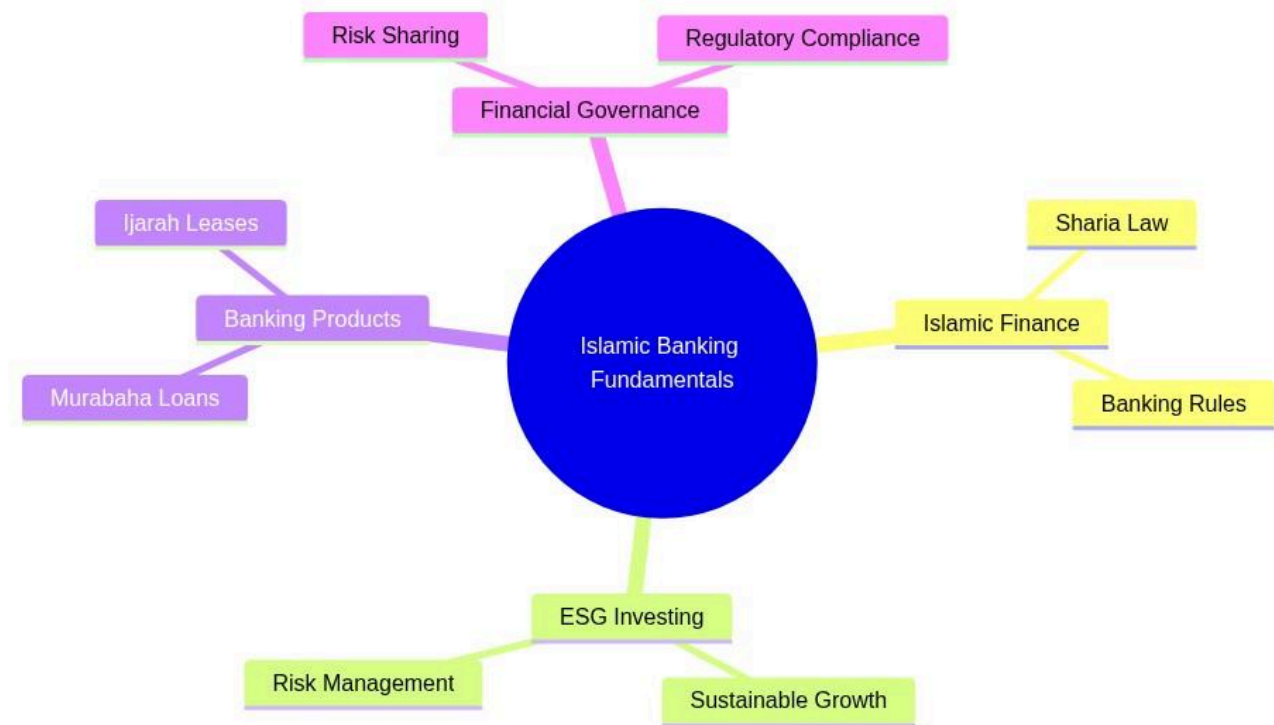 Risk Sharing
Regulatory Compliance
Financial Governance
Ijarah Leases
Sharia Law
Banking Products
Islamic Finance
Islamic Banking
Fundamentals
Murabaha Loans
Banking Rules
ESG Investing
Risk Management
Sustainable Growth